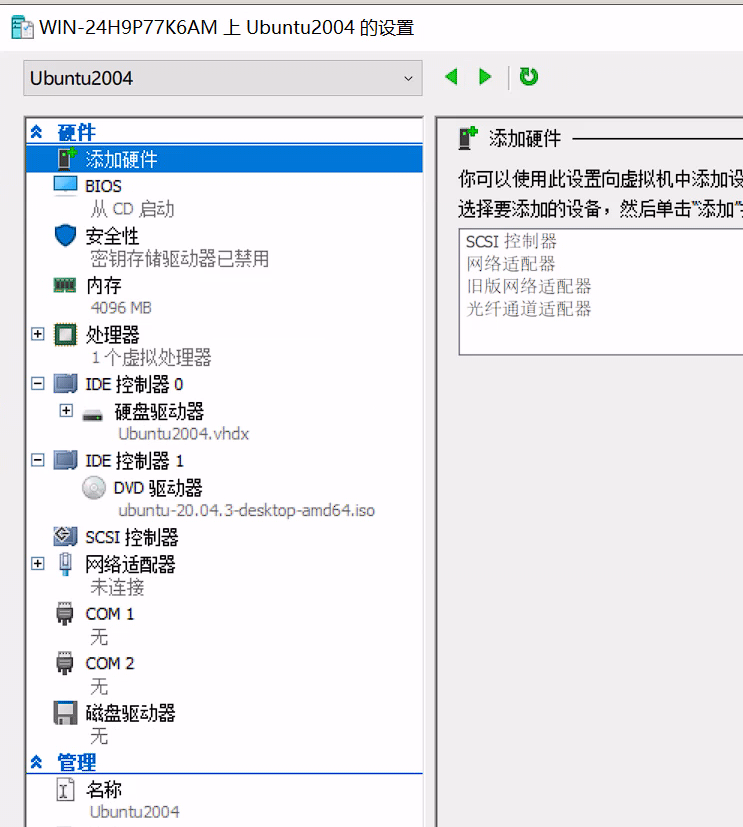 WIN-24H9P77K6AM 上 Ubuntu2004 的设置
Ubuntu2004
硬件
添加硬件
BIOS
从 CD 启动
安全性
密钥存储驱动器已禁用
内存
4096 MB
处理器
1 个虚拟处理器
IDE 控制器 0
硬盘驱动器
Ubuntu2004.vhdx
IDE 控制器 1
DVD 驱动器
ubuntu-20.04.3-desktop-amd64.iso
SCSI 控制器
网络适配器
未连接
COM 1
无
COM 2
无
磁盘驱动器
无
管理
名称
Ubuntu2004
添加硬件
你可以使用此设置向虚拟机中添加设
选择要添加的设备，然后单击"添加"
SCSI 控制器
网络适配器
旧版网络适配器
光纤通道适配器